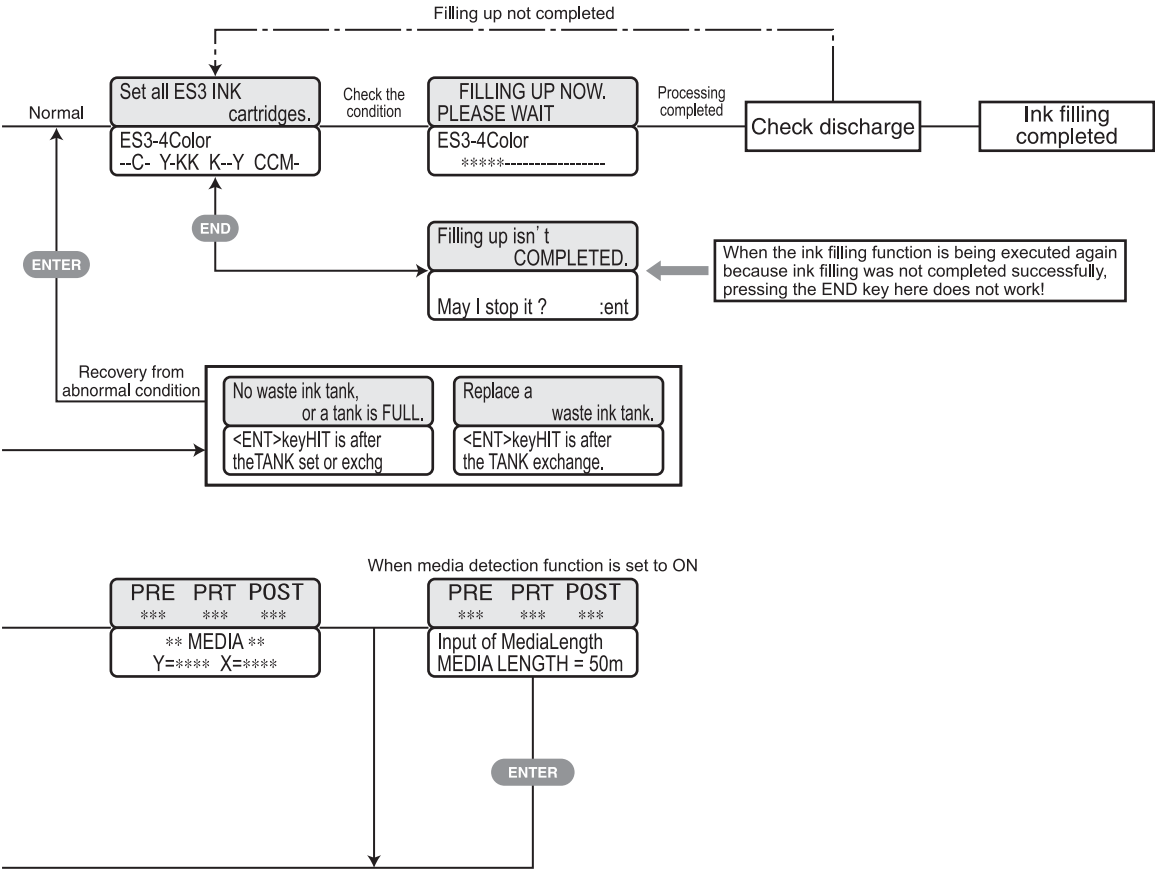 Filling up not completed
Normal
Set all ES3 INK
cartridges.
ES3-4Color
--C- Y-KK K--Y CCM-
Check the
condition
FILLING UP NOW.
PLEASE WAIT
ES3-4Color
*****------------------
Processing
completed
Check discharge
Ink filling
completed
END
ENTER
Filling up isn't
COMPLETED.
May I stop it ? :ent
When the ink filling function is being executed again
because ink filling was not completed successfully,
pressing the END key here does not work!
Recovery from
abnormal condition
No waste ink tank,
or a tank is FULL.
<ENT>keyHIT is after
theTANK set or exchg
Replace a
waste ink tank.
<ENT>keyHIT is after
the TANK exchange.
When media detection function is set to ON
PRE PRT POST
*** *** ***
** MEDIA **
Y=**** X=****
PRE PRT POST
*** *** ***
Input of MediaLength
MEDIA LENGTH = 50m
ENTER